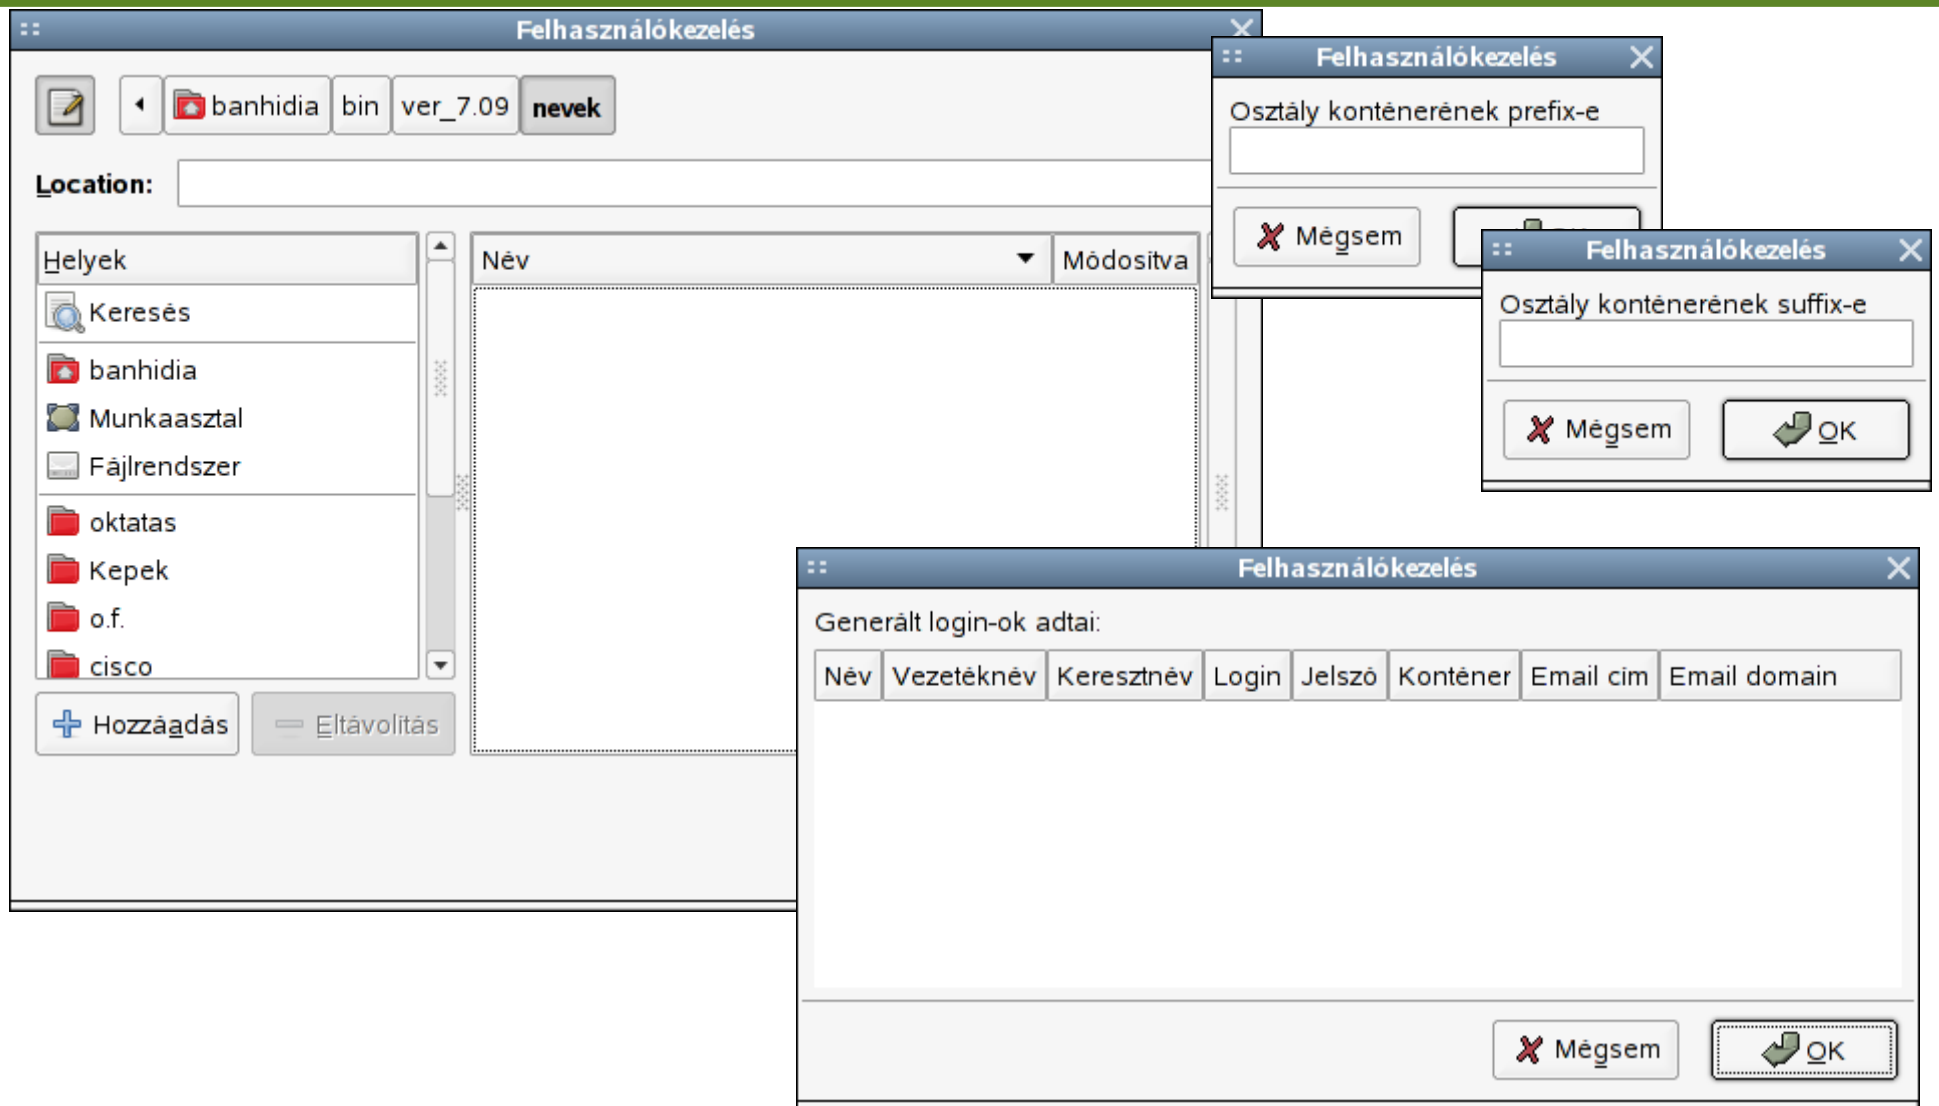 Felhasználókezelés
banhidia bin ver_7.09 nevek
Location:
Helyek
Keresés
banhidia
Munkaasztal
Fájlrendszer
oktatas
Kepek
o.f.
cisco
Hozzáadás Eltávolítás
Név Módosítva
Felhasználókezelés
Osztály konténerének prefix-e
Mégsem
Felhasználókezelés
Osztály konténerének suffix-e
Mégsem OK
Felhasználókezelés
Generált login-ok adtai:
Név Vezetéknév Keresztnév Login Jelszó Konténer Email cím Email domain
Mégsem OK